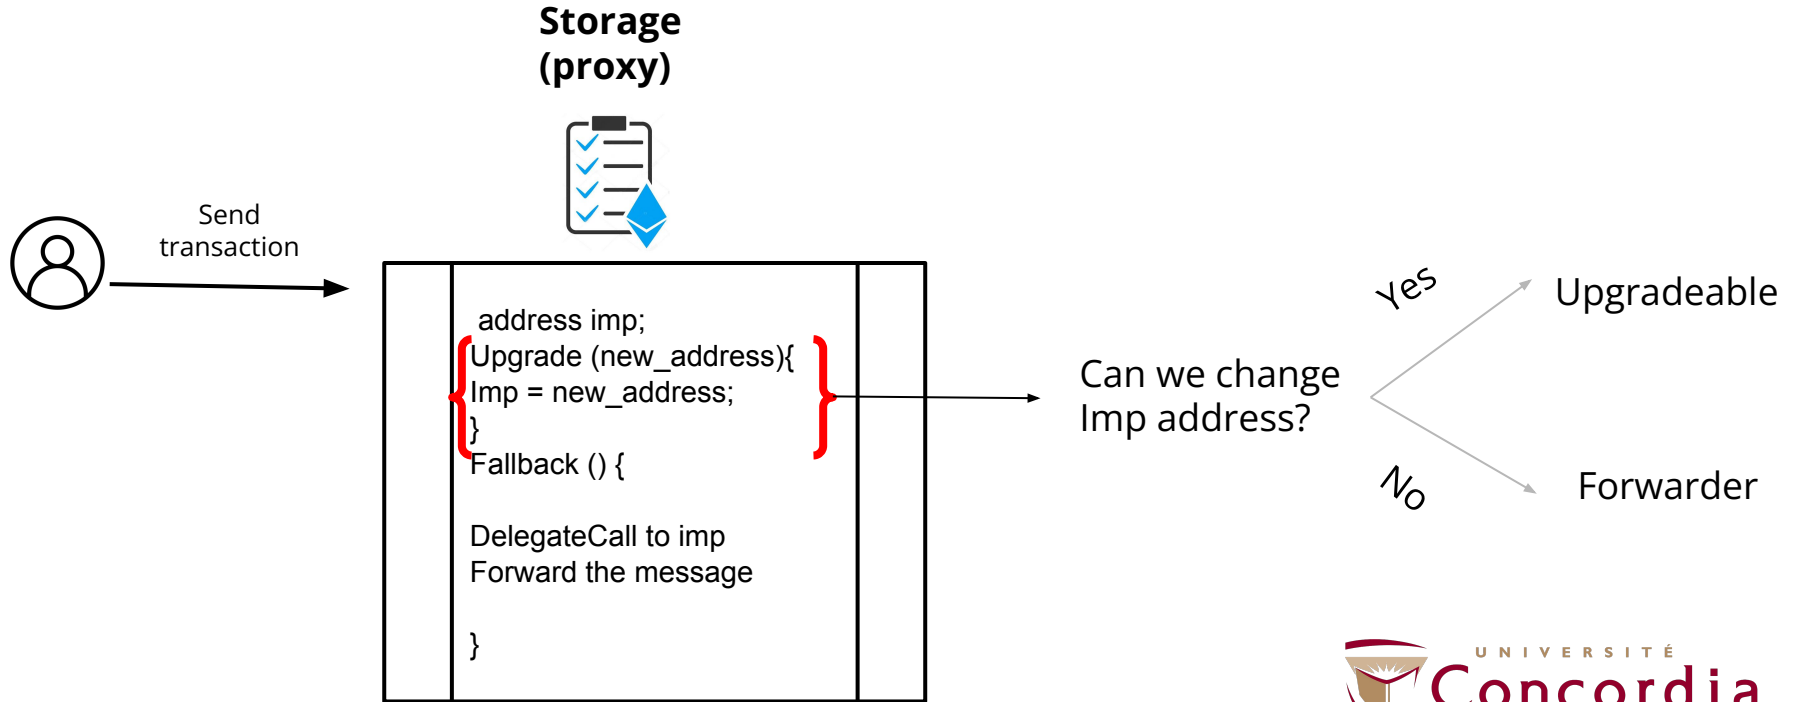 Storage
(proxy)
Send
transaction
address imp;
Upgrade (new_address){
Imp = new_address;
}
Fallback () {
DelegateCall to imp
Forward the message
}
Can we change
Imp address?
Yes
Upgradeable
No
Forwarder
UNIVERSITÉ
Concordia